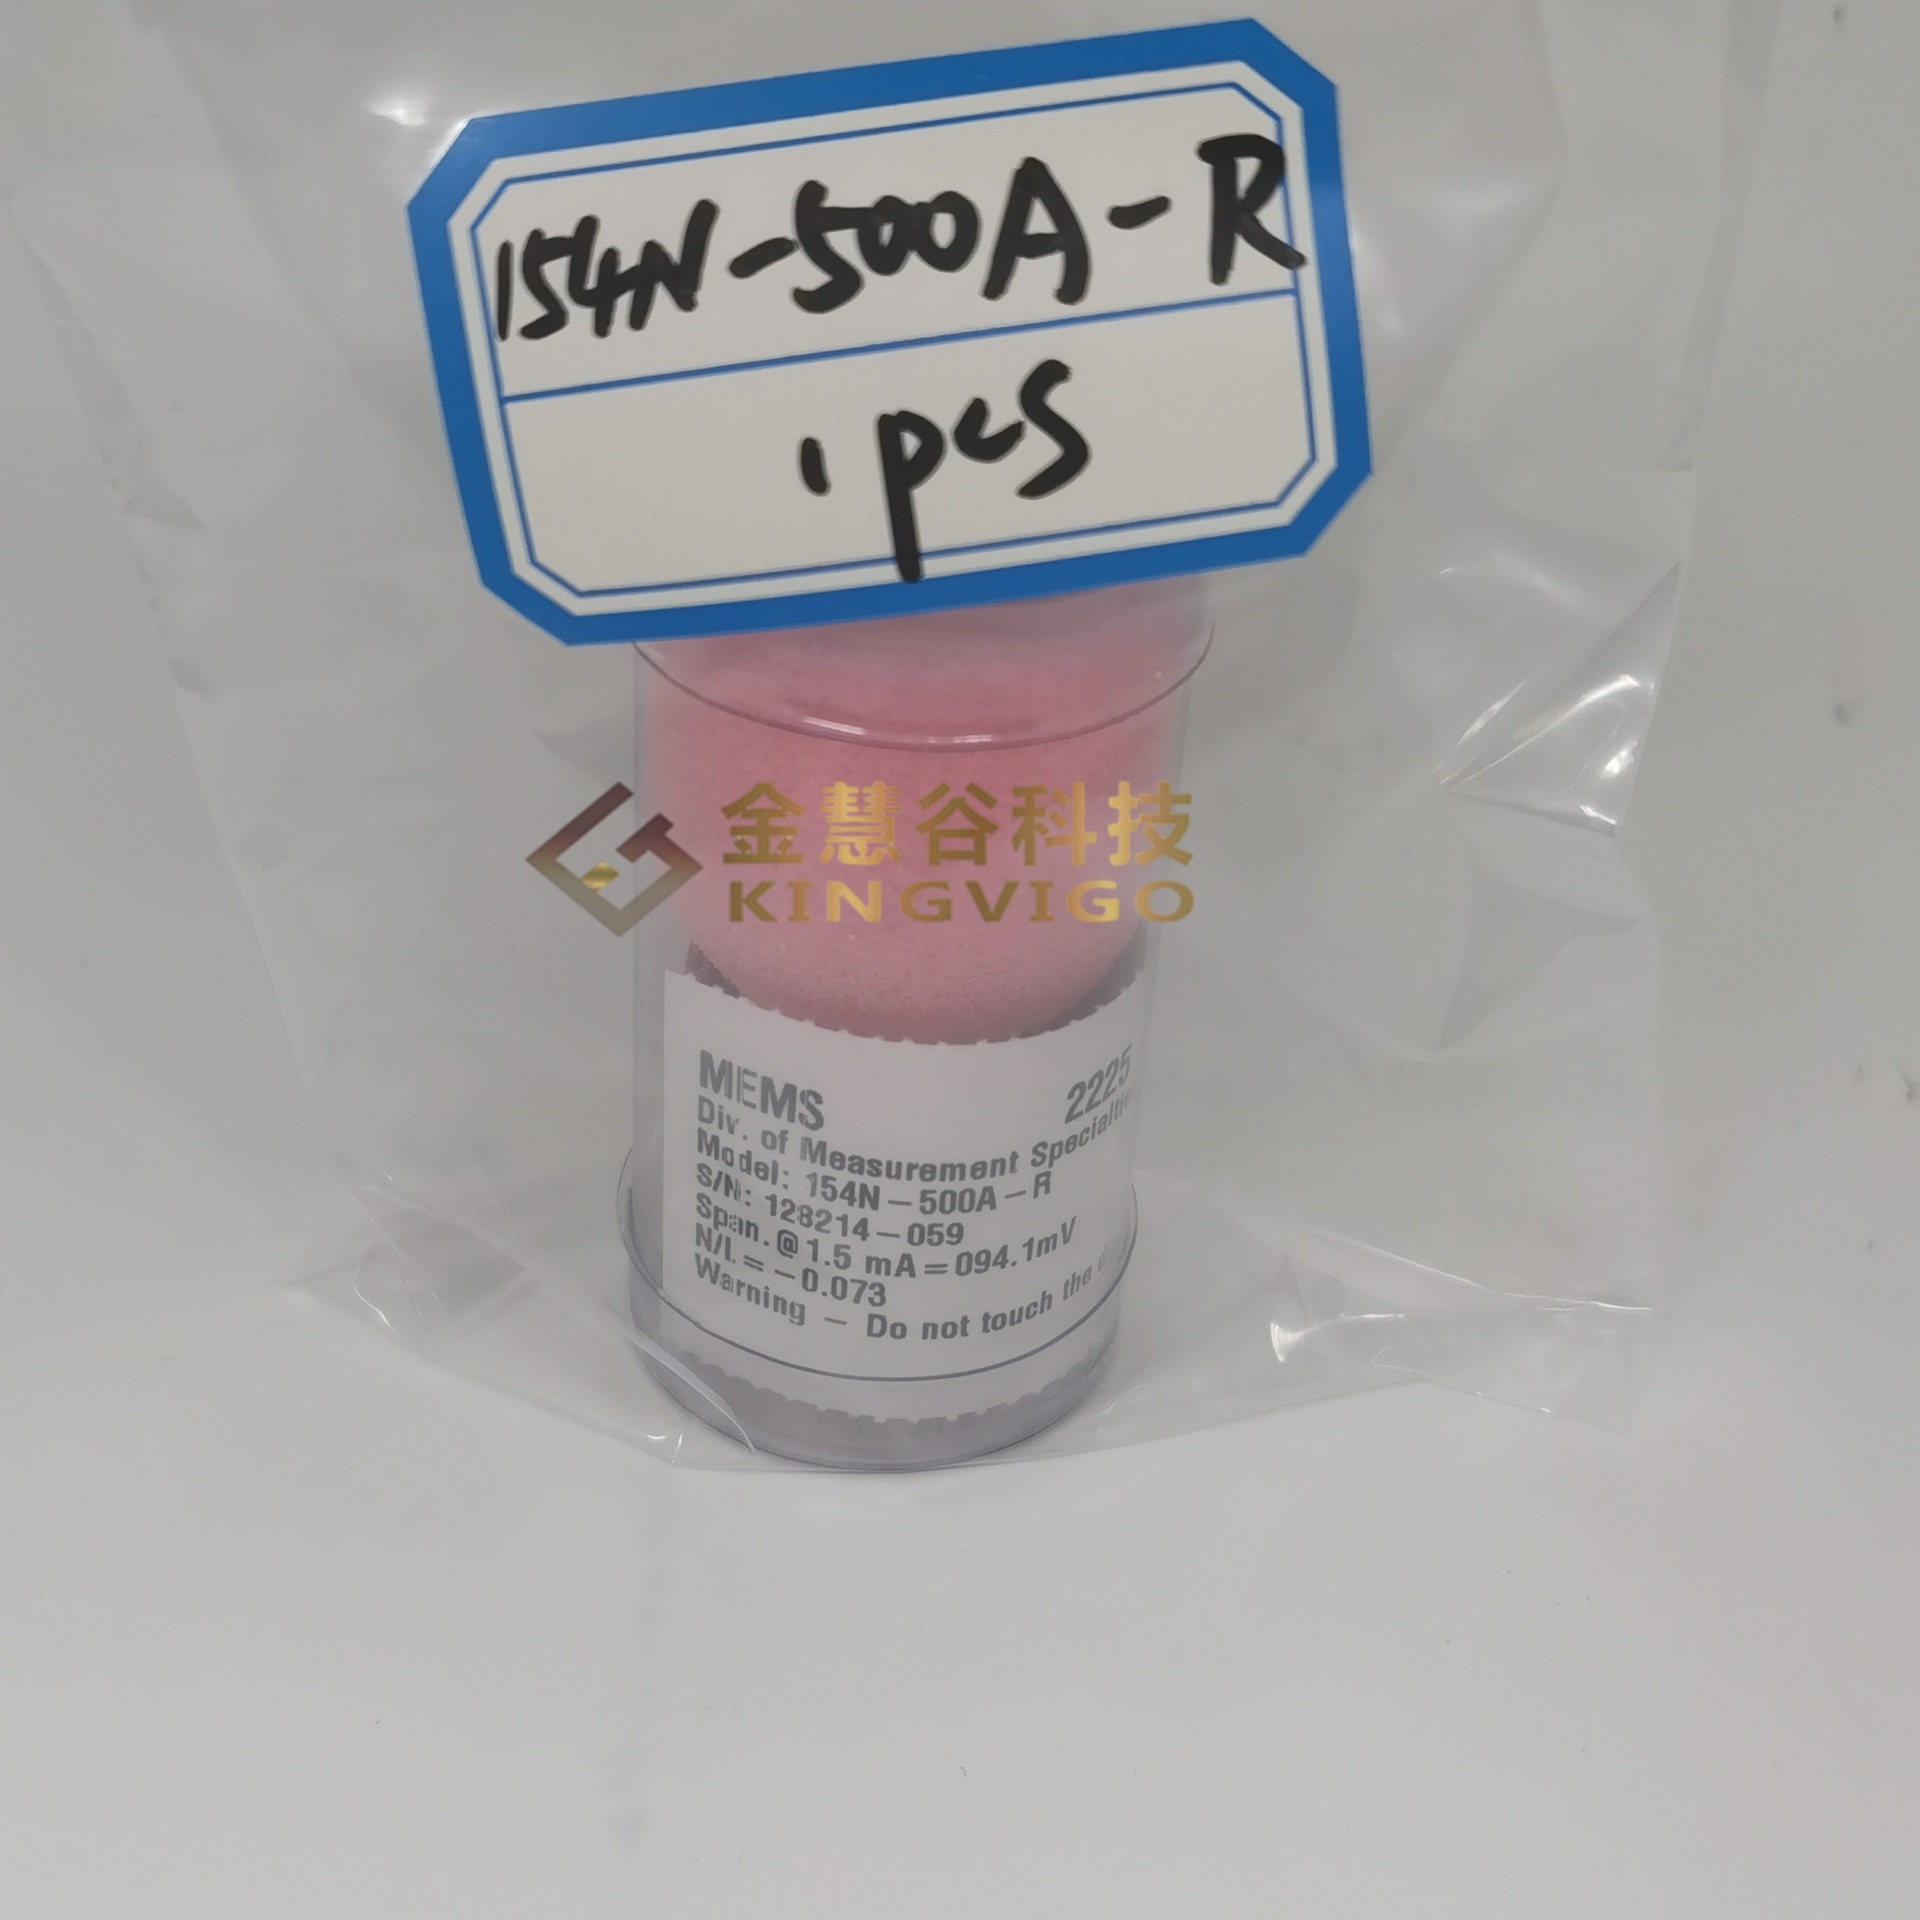 154N-500A-R
1pcs
金慧谷科技
KINGVIGO
MEMS 2225
Div. of Measurement
Model: 154N-500A-R
S/N: 128214-059
Span.@1.5 mA=094.1mV
N/L=-0.073
Warning - Do not touch the